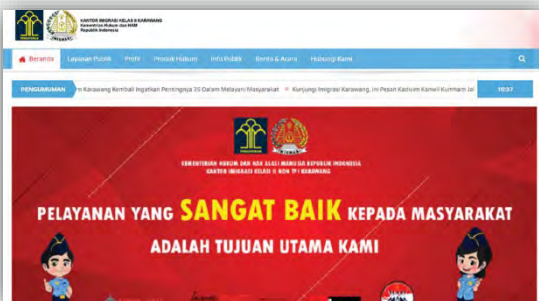 KANTOR IMIGRASI KELAS II KARAWANG
Kementrian Hukum dan HAM
Republik Indonesia
Beranda Layanan Publik Profil Produk Hukum Info Publik Berita & Acara Hubungi Kami
PENGUMUMAN m Karawang Kembali Ingatkan Pentingnya 3S Dalam Melayani Masyarakat Kunjungi Imigrasi Karawang, Ini Pesan Kadivim Kanwil Kumham Ja 10:37
KEMENTERIAN HUKUM DAN HAK ASASI MANUSIA REPUBLIK INDONESIA
KANTOR IMIGRASI KELAS II NON TPI KARAWANG
PELAYANAN YANG SANGAT BAIK KEPADA MASYARAKAT
ADALAH TUJUAN UTAMA KAMI